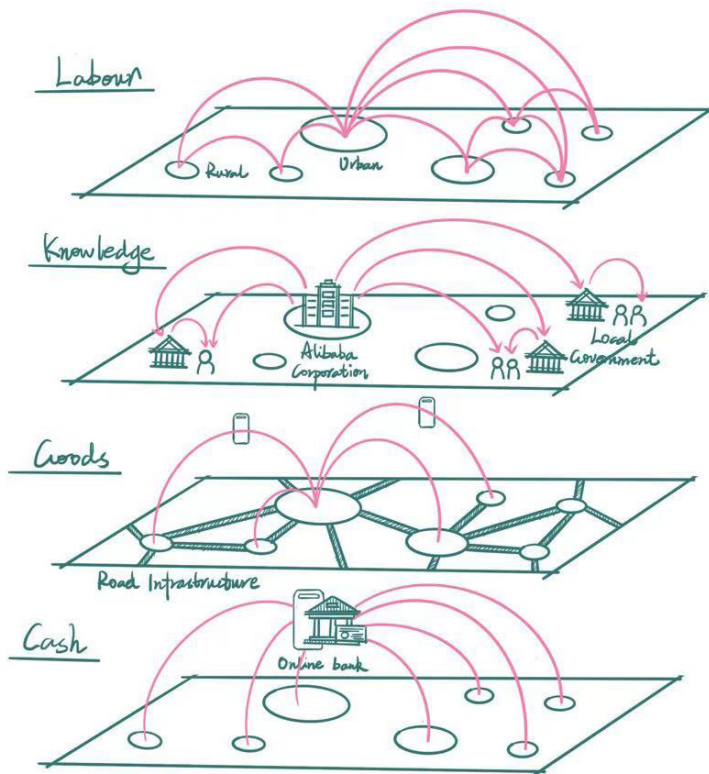 Labour
Rural
Urban
Knowledge
Alibaba
Corporation
Local
Government
Goods
Road Infrastructure
Cash
Online bank